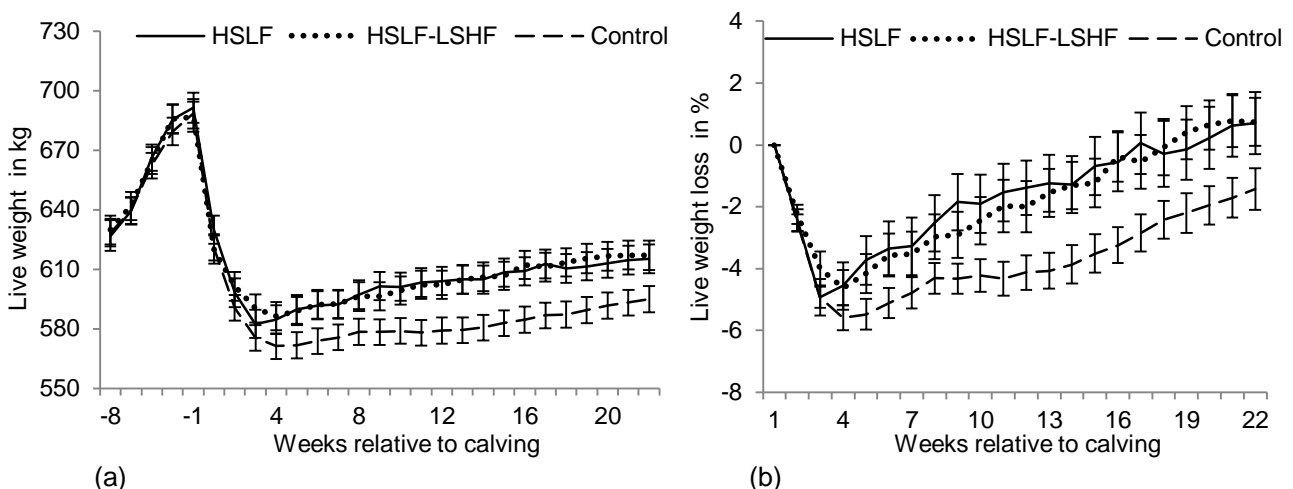 HSLF HSLF-LSHF Control
Live weight in kg
730
700
670
640
610
580
550
-8 -1 4 8 12 16 20
Weeks relative to calving
(a)
HSLF HSLF-LSHF Control
Live weight loss in %
4
2
0
-2
-4
-6
-8
1 4 7 10 13 16 19 22
Weeks relative to calving
(b)